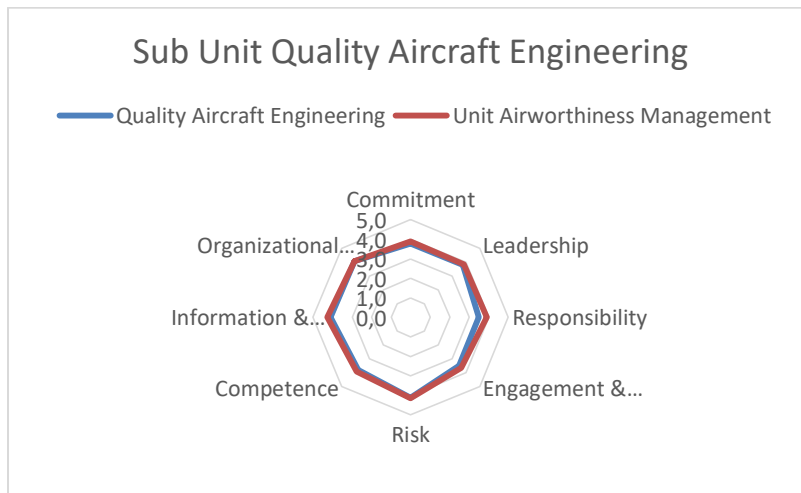 Sub Unit Quality Aircraft Engineering
Quality Aircraft Engineering Unit Airworthiness Management
Commitment
5,0
4,0
3,0
2,0
1,0
0,0
Organizational...
Leadership
Information &...
Responsibility
Competence
Engagement &...
Risk